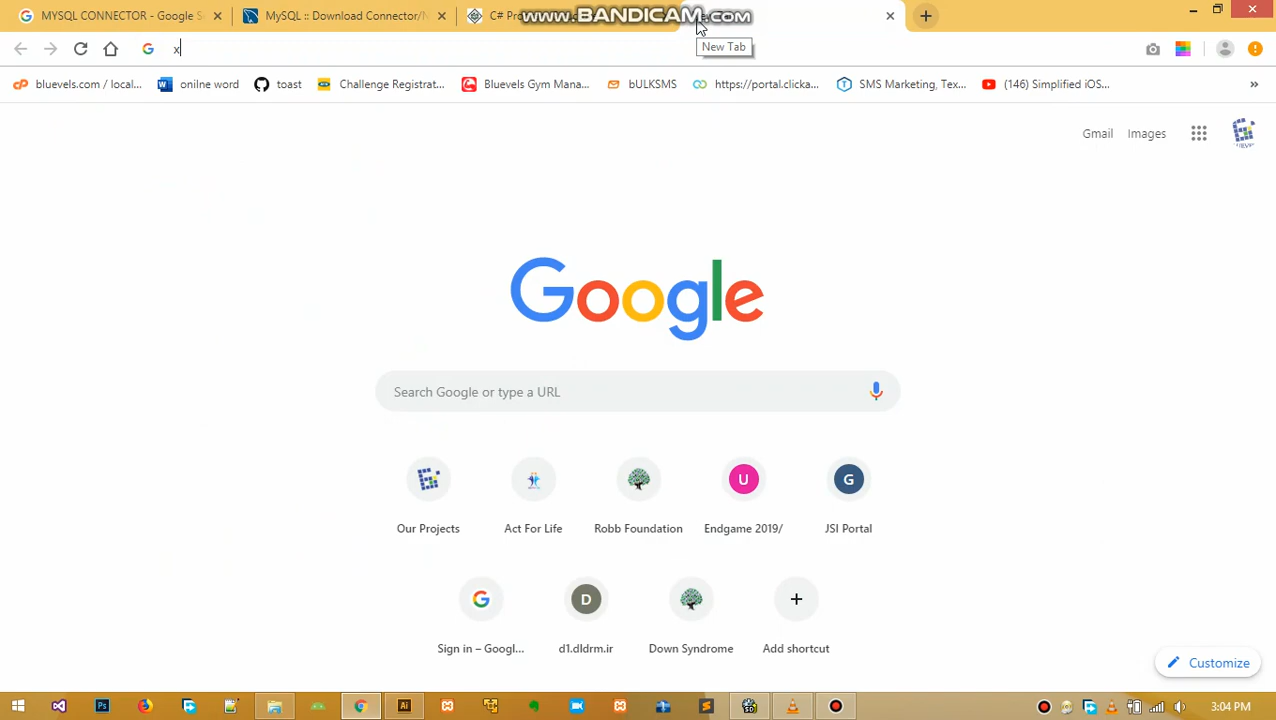 MYSQL CONNECTOR - Google S
MySQL :: Download Connector/N
C# Pro
www.BANDICAM.com
x
New Tab
bluevels.com / local...
onilne word
toast
Challenge Registrat...
Bluevels Gym Mana...
bULKSMS
https://portal.clicka...
SMS Marketing, Tex...
(146) Simplified iOS...
»
Gmail
Images
Google
Search Google or type a URL
Our Projects
Act For Life
Robb Foundation
U
Endgame 2019/
G
JSI Portal
Sign in – Googl...
D
d1.dldrm.ir
Down Syndrome
Add shortcut
Customize
3:04 PM